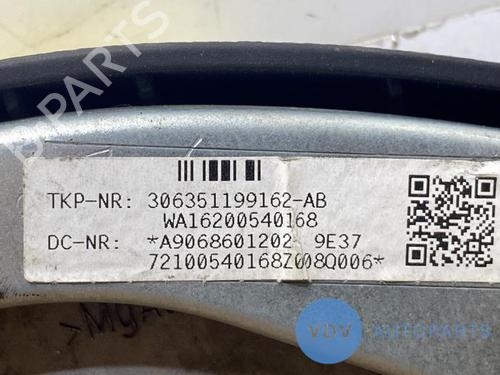 B-PARTS
TKP-NR: 306351199162-AB
WA16200540168
DC-NR: *A9068601202 9E37
72100540168Z008Q006*
VDV AUTOPARTS